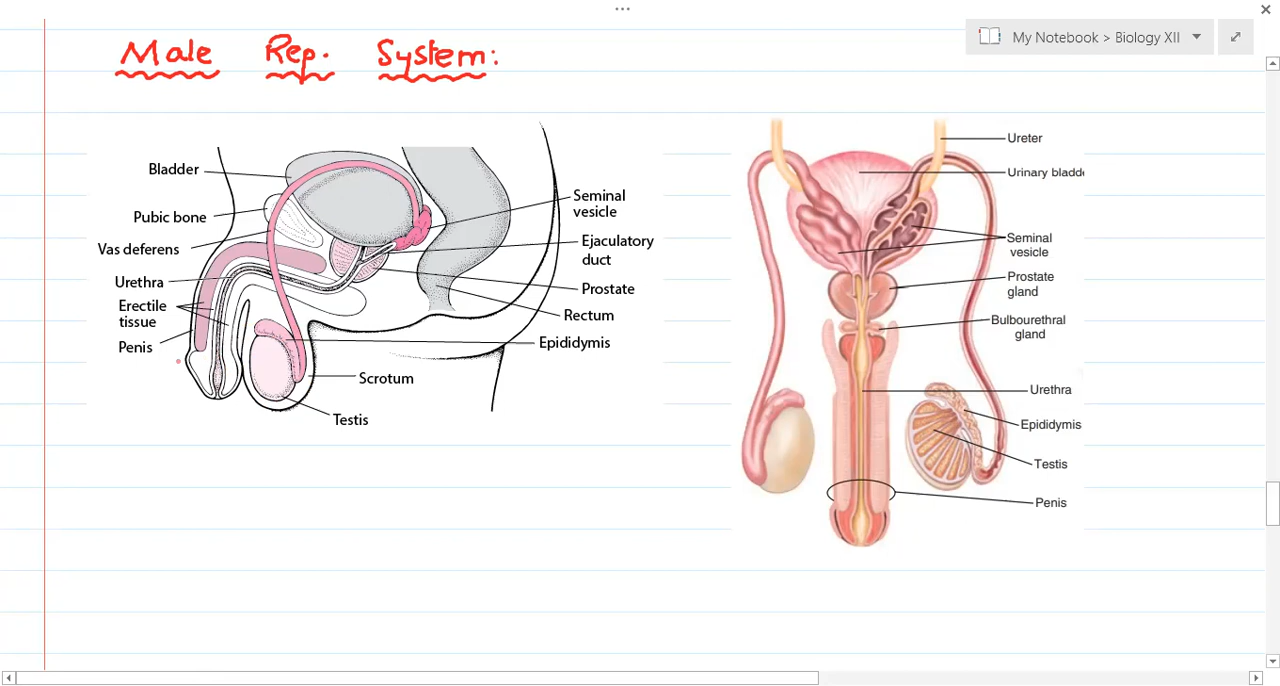 Male Rep. System:
My Notebook > Biology XII
Bladder
Pubic bone
Vas deferens
Urethra
Erectile
tissue
Penis
Seminal
vesicle
Ejaculatory
duct
Prostate
Rectum
Epididymis
Scrotum
Testis
Ureter
Urinary bladde
Seminal
vesicle
Prostate
gland
Bulbourethral
gland
Urethra
Epididymis
Testis
Penis